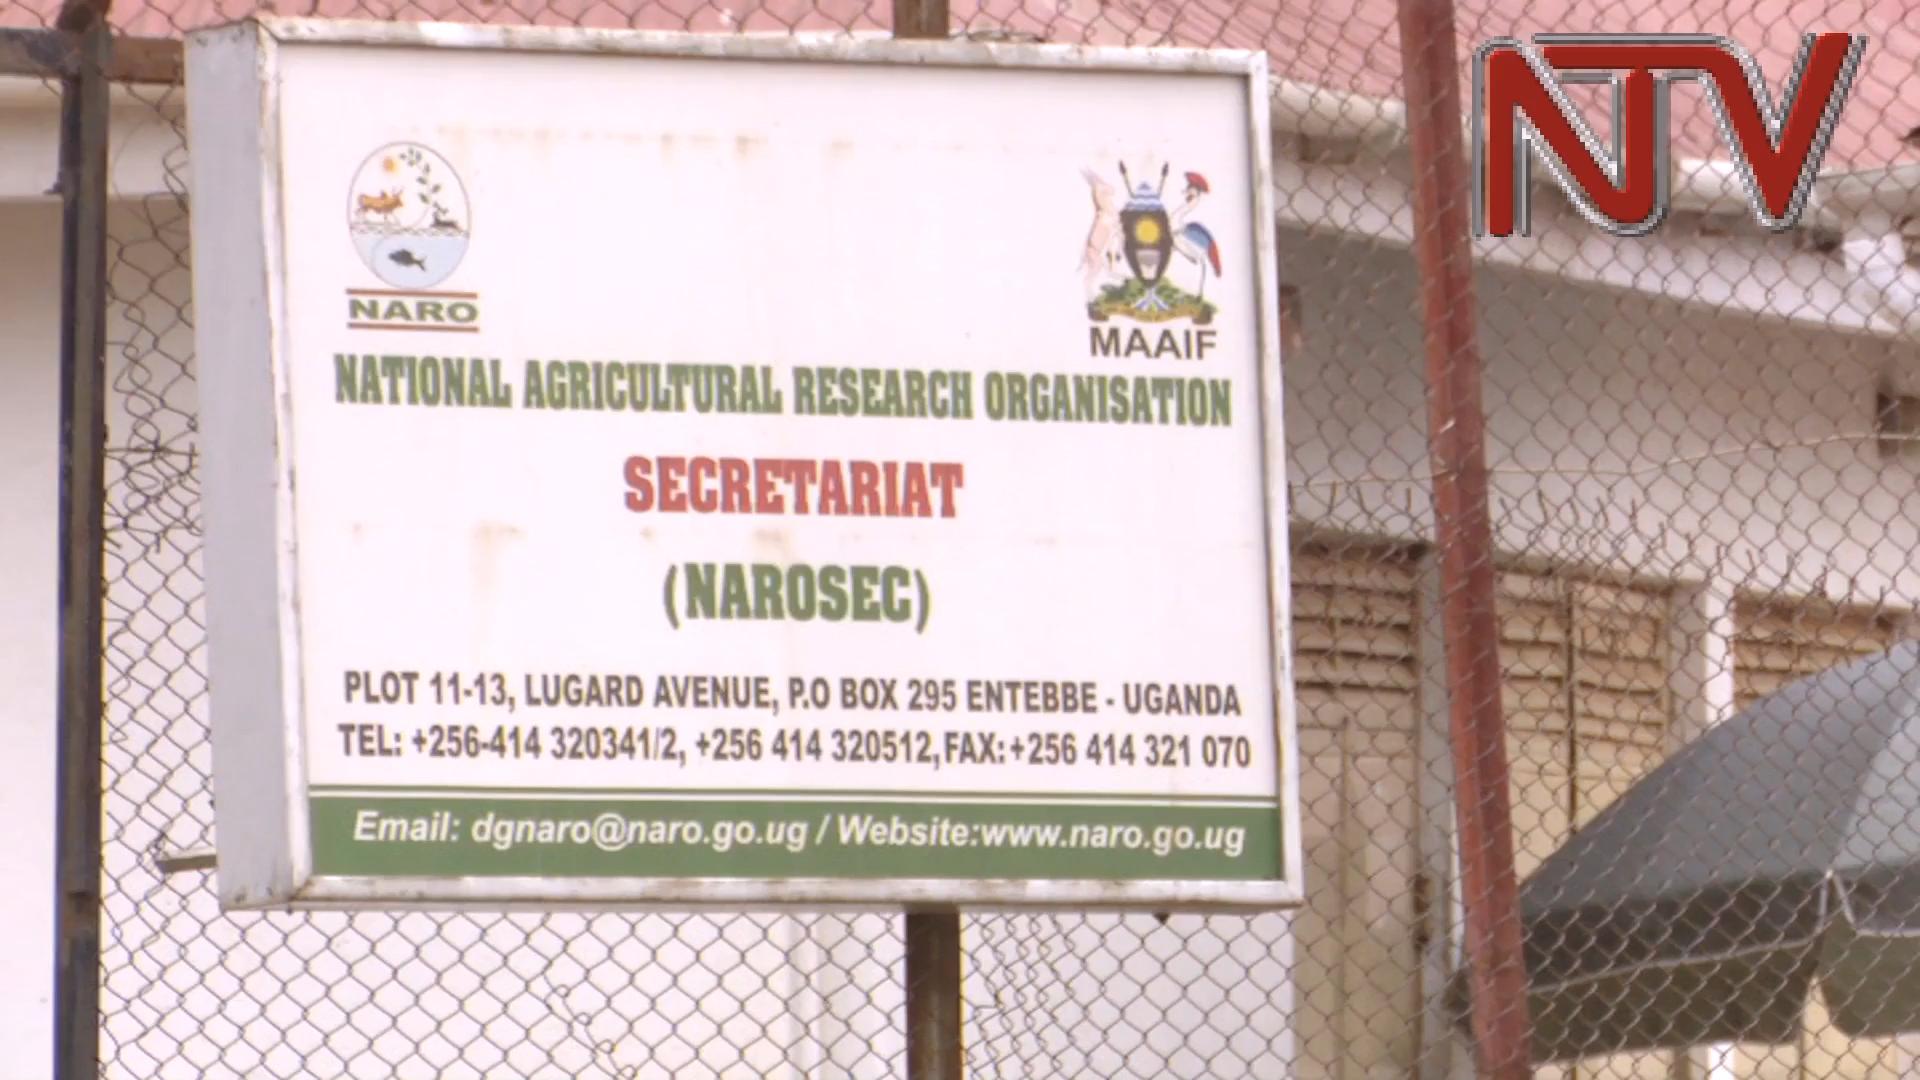 NTV
NARO
MAAIF
NATIONAL AGRICULTURAL RESEARCH ORGANISATION
SECRETARIAT
(NAROSEC)
PLOT 11-13, LUGARD AVENUE, P.O BOX 295 ENTEBBE - UGANDA
TEL: +256-414 320341/2, +256 414 320512, FAX: +256 414 321 070
Email: dgnaro@naro.go.ug / Website:www.naro.go.ug